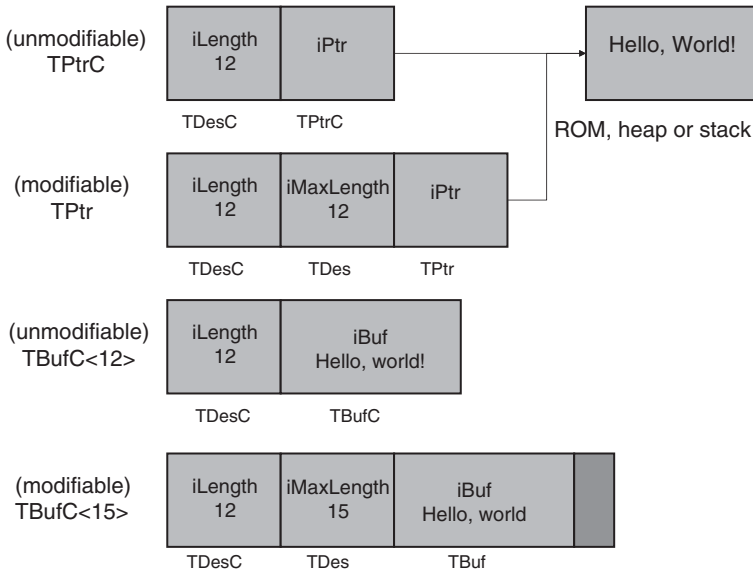 (unmodifiable)
TPtrC
iLength
12
iPtr
Hello, World!
TDesC
TPtrC
ROM, heap or stack
(modifiable)
TPtr
iLength
12
iMaxLength
12
iPtr
TDesC
TDes
TPtr
(unmodifiable)
TBufC<12>
iLength
12
iBuf
Hello, world!
TDesC
TBufC
(modifiable)
TBufC<15>
iLength
12
iMaxLength
15
iBuf
Hello, world
TDesC
TDes
TBuf